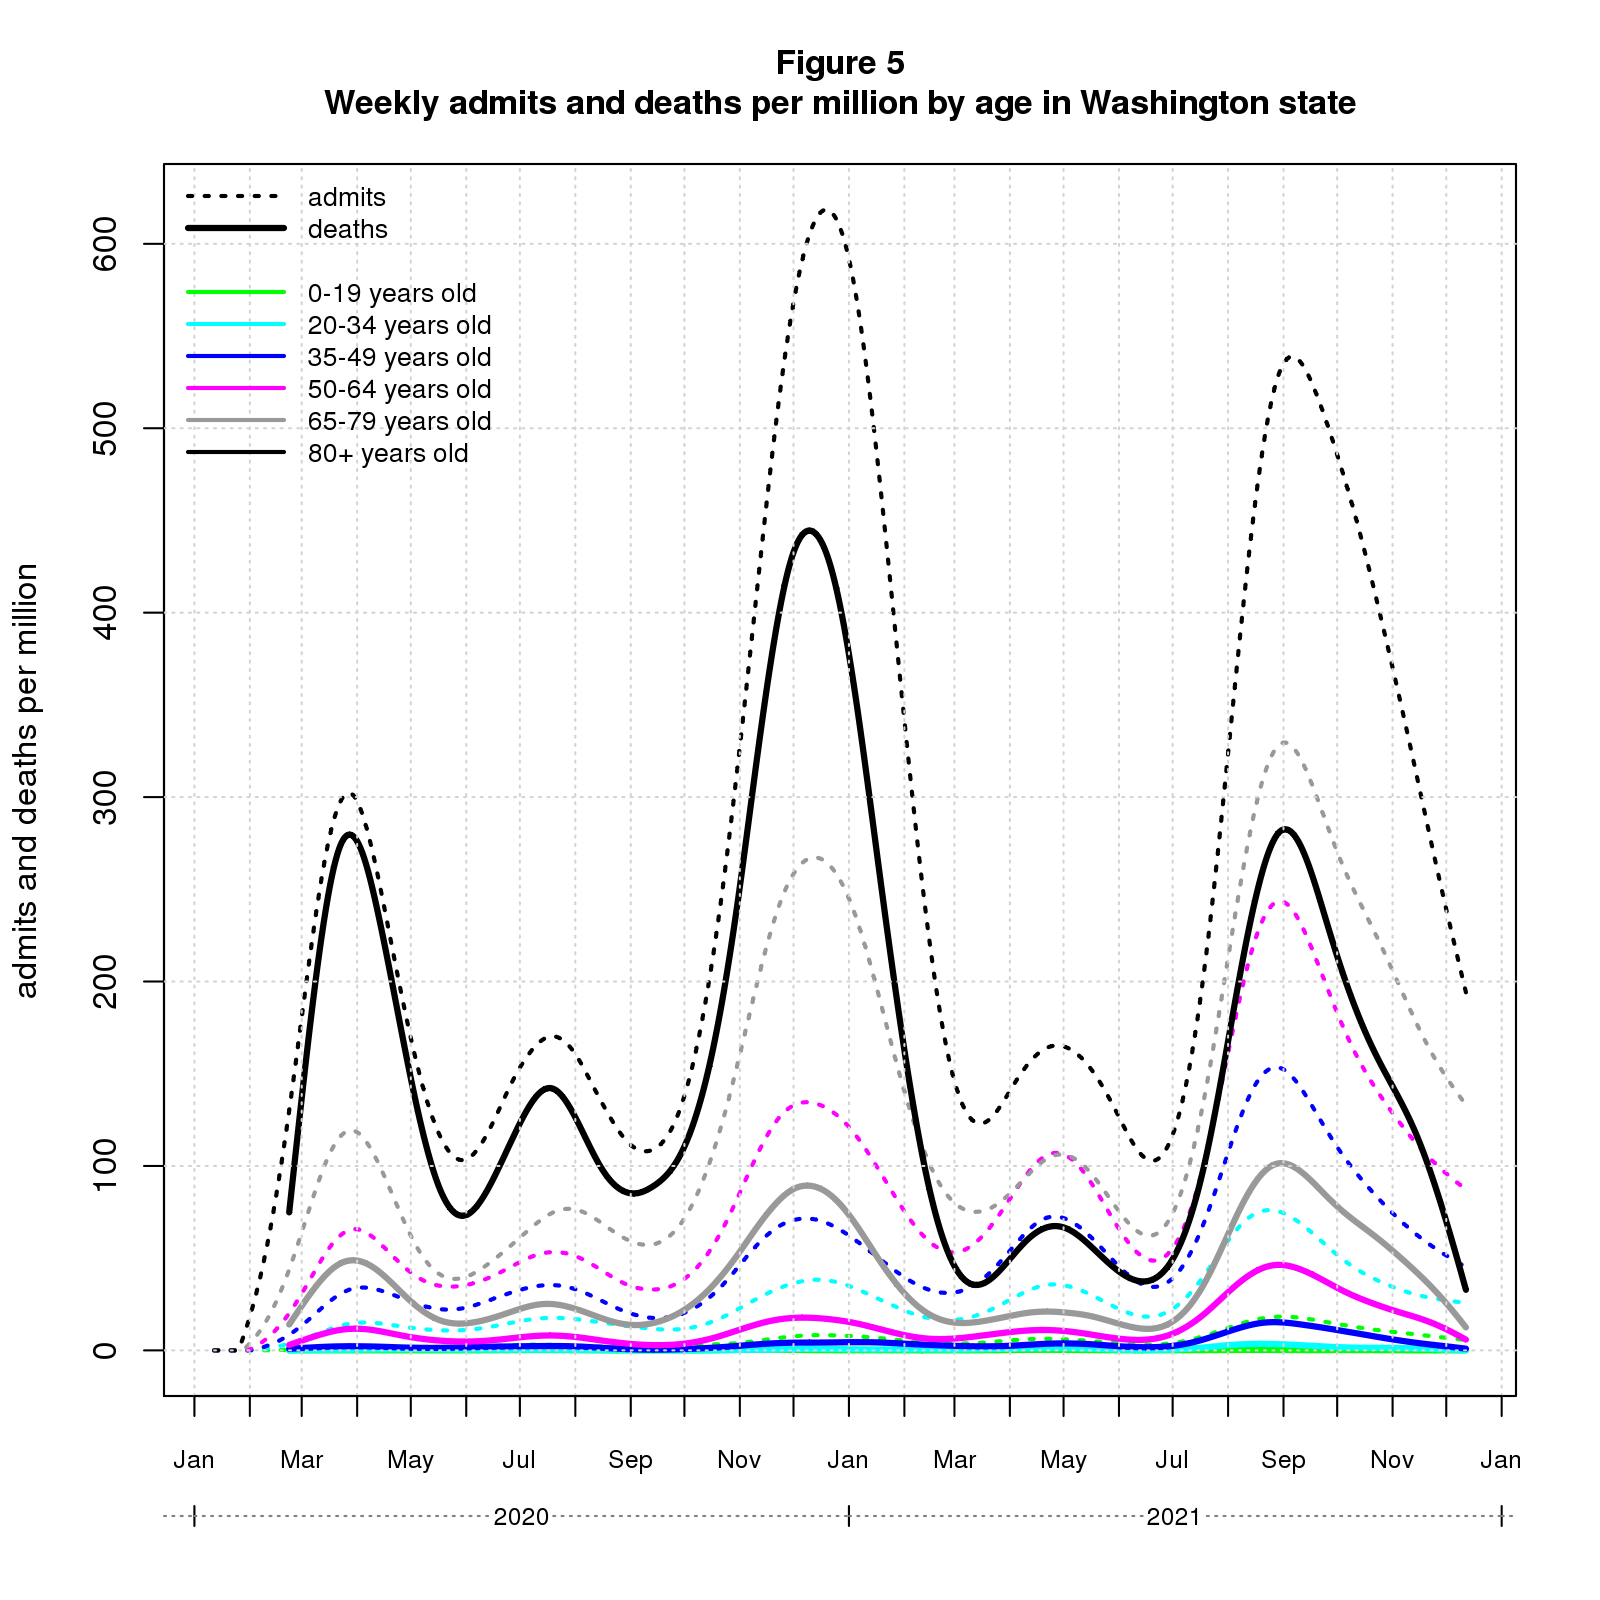 Figure 5
Weekly admits and deaths per million by age in Washington state
admits
deaths
0-19 years old
20-34 years old
35-49 years old
50-64 years old
65-79 years old
80+ years old
admits and deaths per million
600
500
400
300
200
100
0
Jan Mar May Jul Sep Nov Jan Mar May Jul Sep Nov Jan
2020 2021